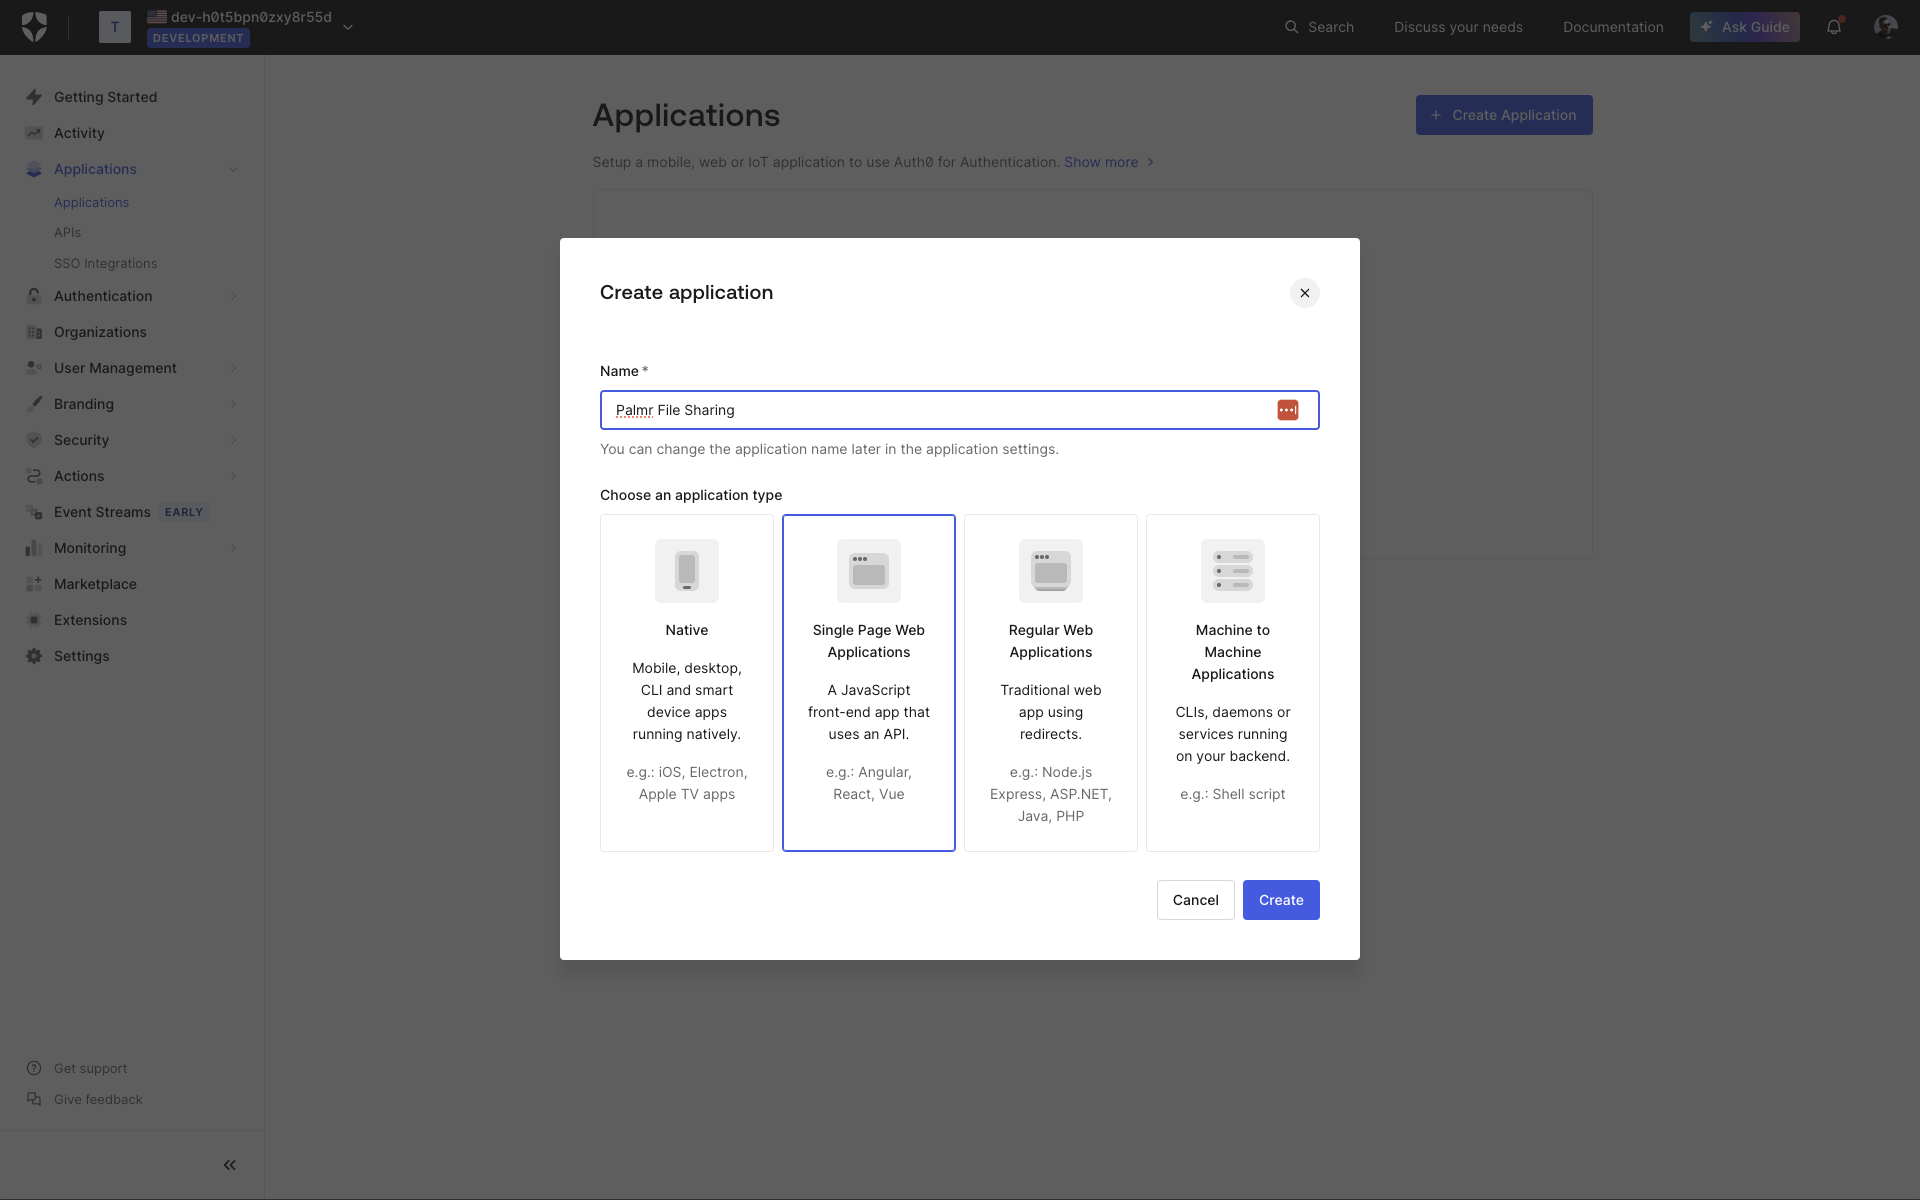 T
dev-h0t5bpn0zxy8r55d
DEVELOPMENT
Search
Discuss your needs
Documentation
Ask Guide
Getting Started
Activity
Applications
Applications
APIs
SSO Integrations
Authentication
Organizations
User Management
Branding
Security
Actions
Event Streams EARLY
Monitoring
Marketplace
Extensions
Settings
Get support
Give feedback
Applications
+ Create Application
Setup a mobile, web or IoT application to use Auth0 for Authentication. Show more
Create application
Name *
Palmr File Sharing
You can change the application name later in the application settings.
Choose an application type
Native
Mobile, desktop,
CLI and smart
device apps
running natively.
e.g.: iOS, Electron,
Apple TV apps
Single Page Web
Applications
A JavaScript
front-end app that
uses an API.
e.g.: Angular,
React, Vue
Regular Web
Applications
Traditional web
app using
redirects.
e.g.: Node.js
Express, ASP.NET,
Java, PHP
Machine to
Machine
Applications
CLIs, daemons or
services running
on your backend.
e.g.: Shell script
Cancel
Create